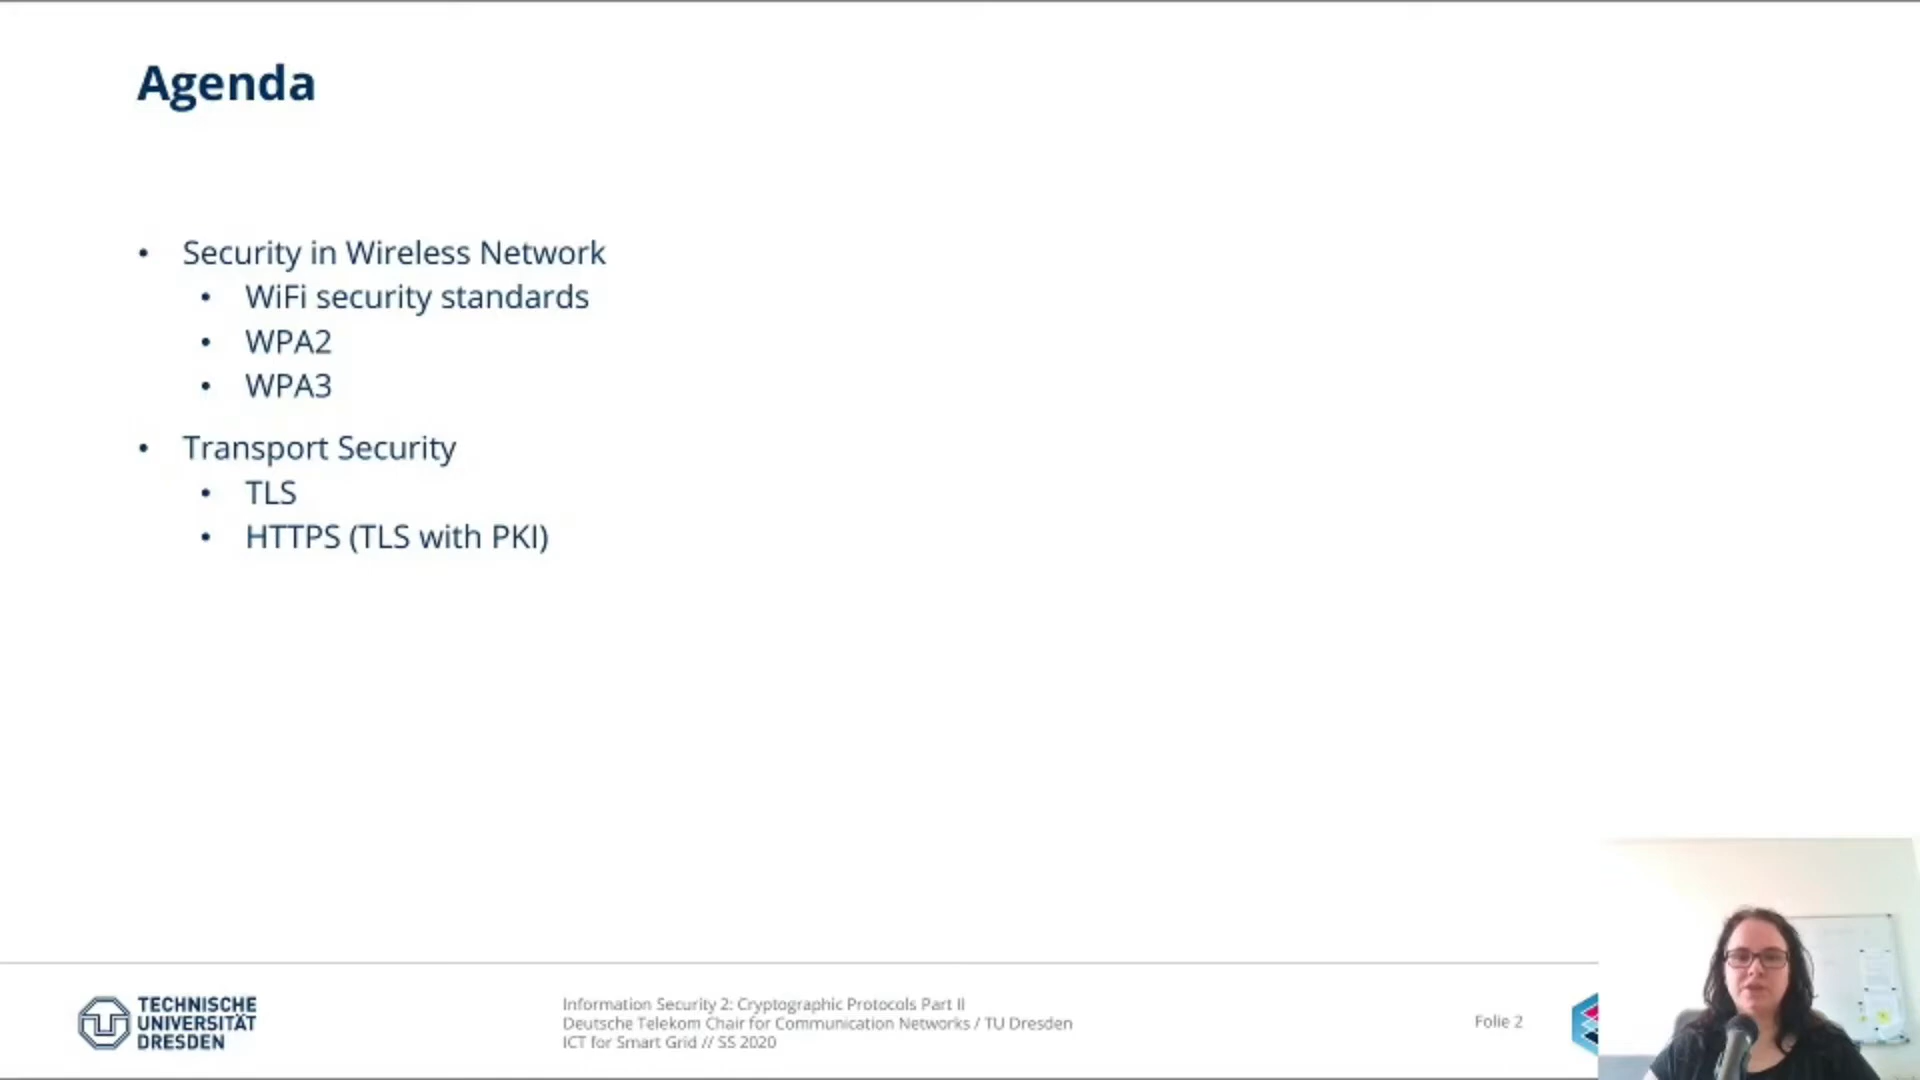 Agenda
• Security in Wireless Network
• WiFi security standards
• WPA2
• WPA3
• Transport Security
• TLS
• HTTPS (TLS with PKI)
TECHNISCHE
UNIVERSITÄT
DRESDEN
Information Security 2: Cryptographic Protocols Part II
Deutsche Telekom Chair for Communication Networks / TU Dresden
ICT for Smart Grid // SS 2020
Folie 2